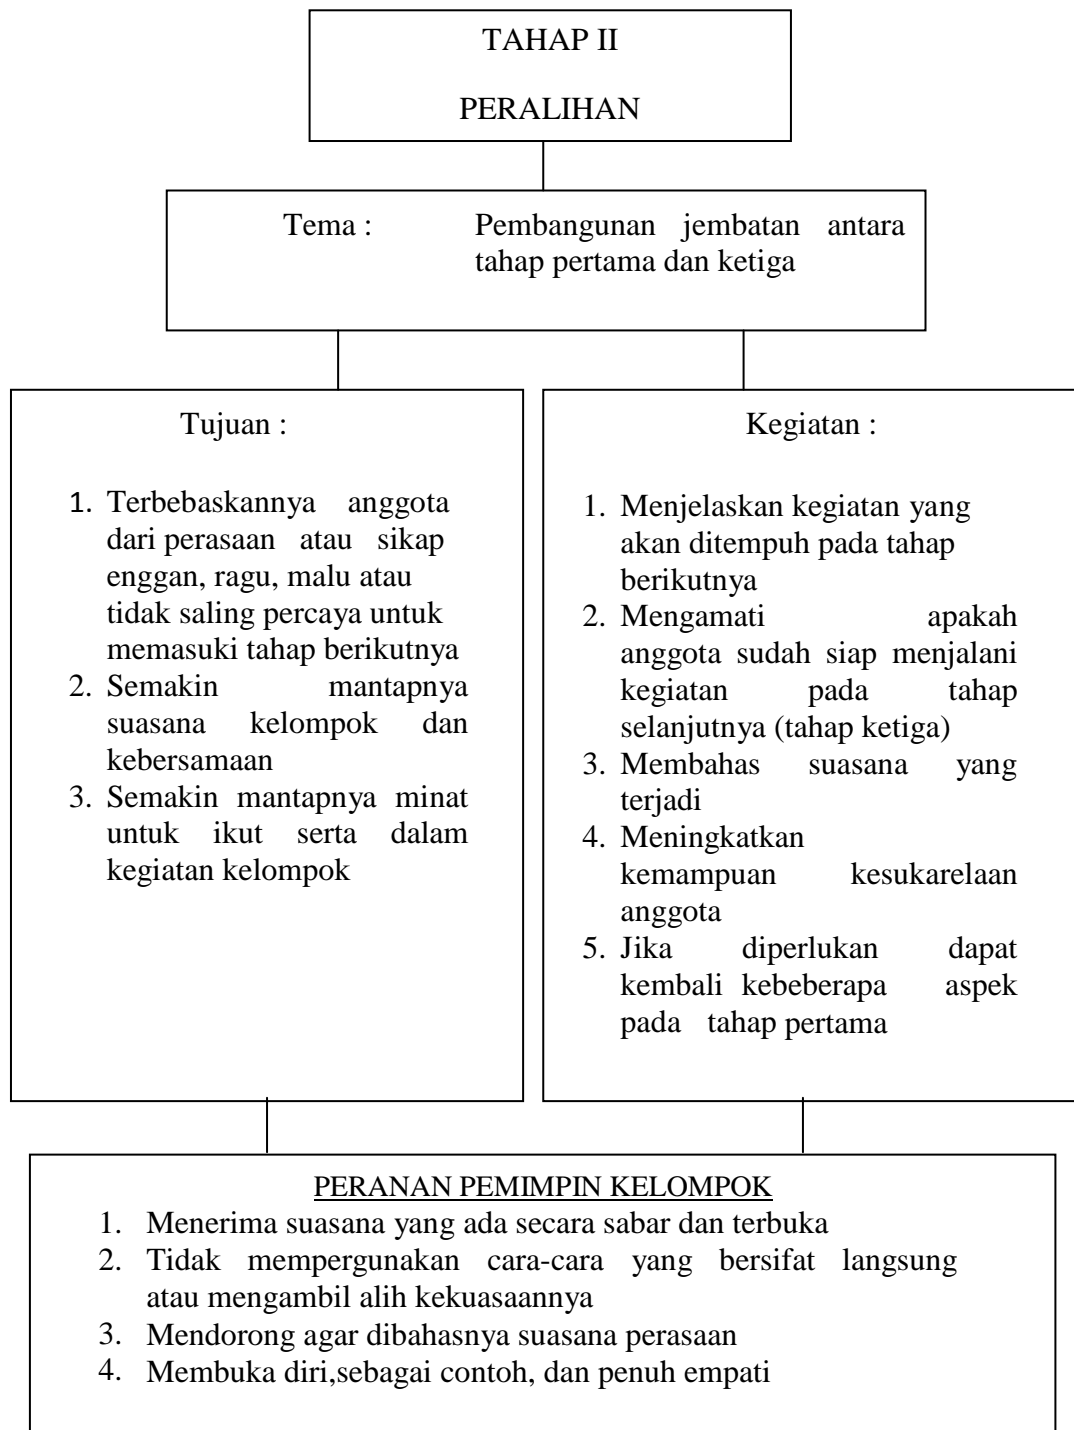 TAHAP II
PERALIHAN
Tema : Pembangunan jembatan antara
tahap pertama dan ketiga
Tujuan :
1. Terbebaskannya anggota
dari perasaan atau sikap
enggan, ragu, malu atau
tidak saling percaya untuk
memasuki tahap berikutnya
2. Semakin mantapnya
suasana kelompok dan
kebersamaan
3. Semakin mantapnya minat
untuk ikut serta dalam
kegiatan kelompok
Kegiatan :
1. Menjelaskan kegiatan yang
akan ditempuh pada tahap
berikutnya
2. Mengamati apakah
anggota sudah siap menjalani
kegiatan pada tahap
selanjutnya (tahap ketiga)
3. Membahas suasana yang
terjadi
4. Meningkatkan
kemampuan kesukarelaan
anggota
5. Jika diperlukan dapat
kembali kebeberapa aspek
pada tahap pertama
PERANAN PEMIMPIN KELOMPOK
1. Menerima suasana yang ada secara sabar dan terbuka
2. Tidak mempergunakan cara-cara yang bersifat langsung
atau mengambil alih kekuasaannya
3. Mendorong agar dibahasnya suasana perasaan
4. Membuka diri,sebagai contoh, dan penuh empati